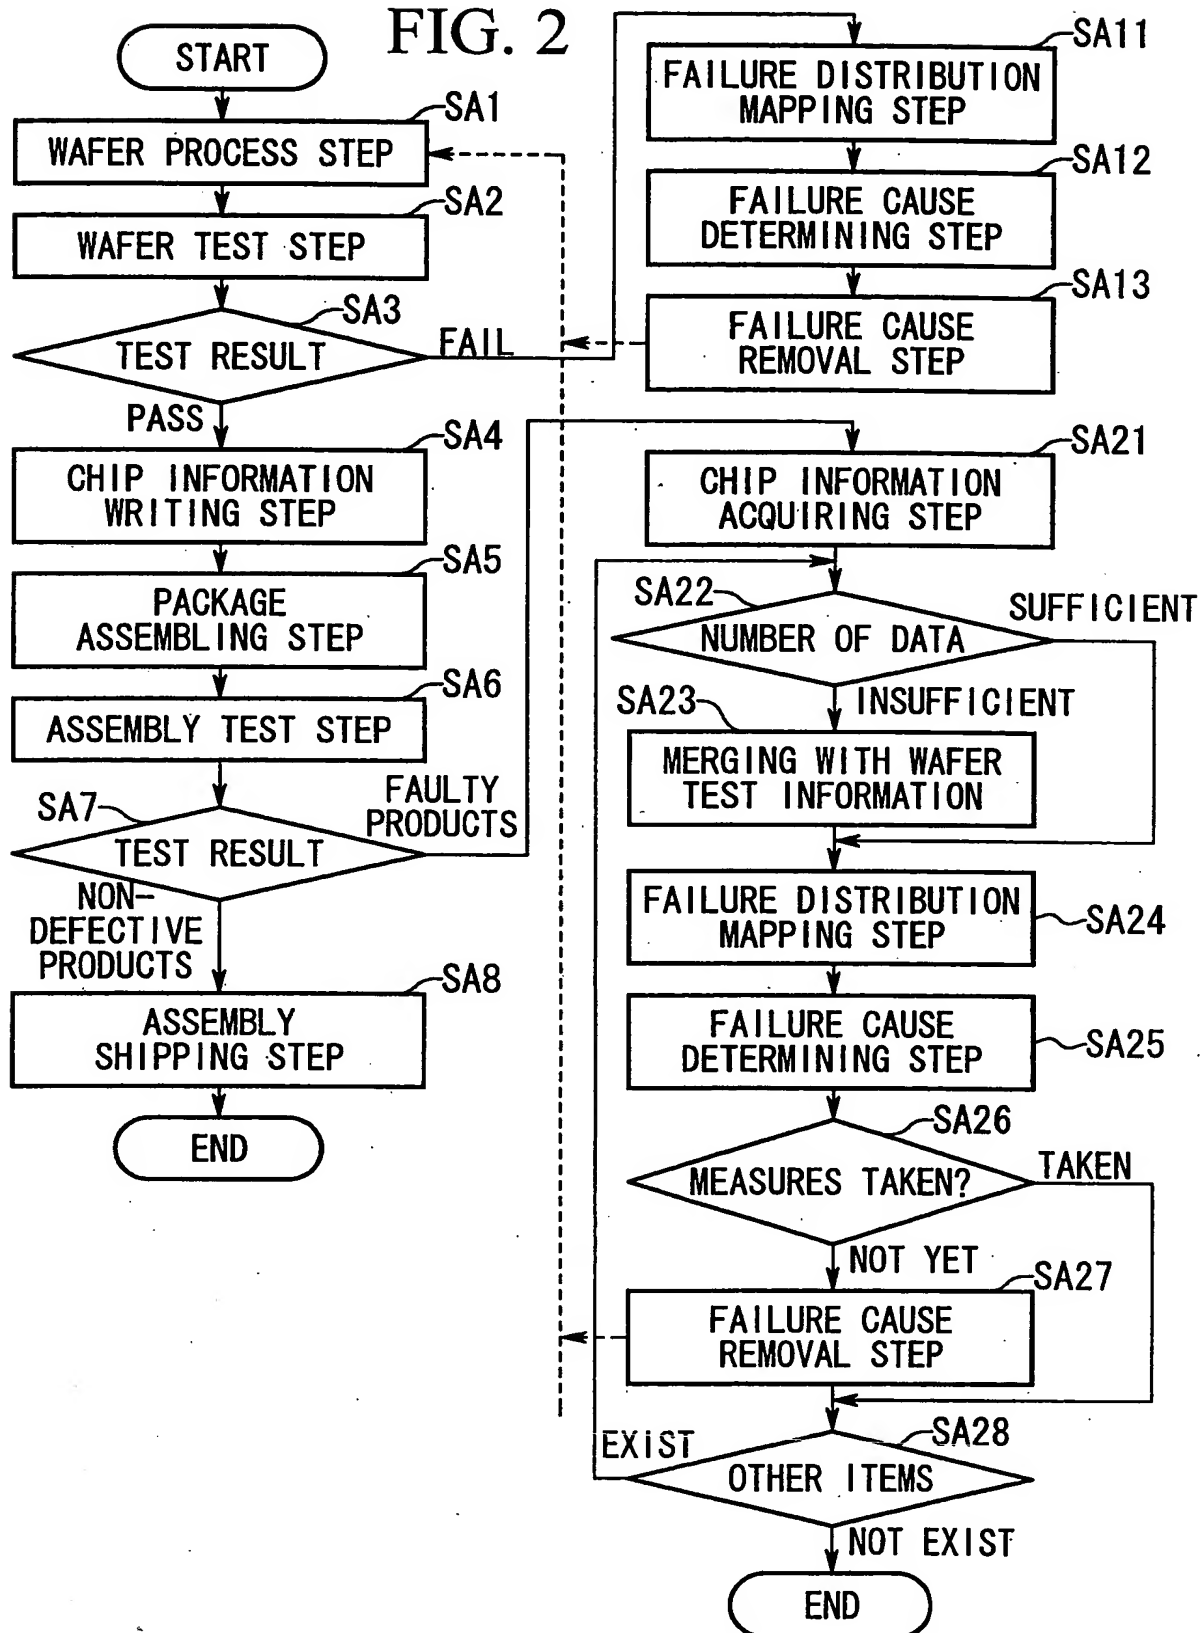 FIG. 2
START
SA1
WAFER PROCESS STEP
SA2
WAFER TEST STEP
SA3
TEST RESULT
FAIL
PASS
SA4
CHIP INFORMATION
WRITING STEP
SA5
PACKAGE
ASSEMBLING STEP
SA6
ASSEMBLY TEST STEP
SA7
TEST RESULT
FAULTY
PRODUCTS
NON-
DEFECTIVE
PRODUCTS
SA8
ASSEMBLY
SHIPPING STEP
END
SA11
FAILURE DISTRIBUTION
MAPPING STEP
SA12
FAILURE CAUSE
DETERMINING STEP
SA13
FAILURE CAUSE
REMOVAL STEP
SA21
CHIP INFORMATION
ACQUIRING STEP
SA22
NUMBER OF DATA
SUFFICIENT
INSUFFICIENT
SA23
MERGING WITH WAFER
TEST INFORMATION
FAILURE DISTRIBUTION
MAPPING STEP
SA24
FAILURE CAUSE
DETERMINING STEP
SA25
SA26
MEASURES TAKEN?
TAKEN
NOT YET
SA27
FAILURE CAUSE
REMOVAL STEP
SA28
EXIST
OTHER ITEMS
NOT EXIST
END